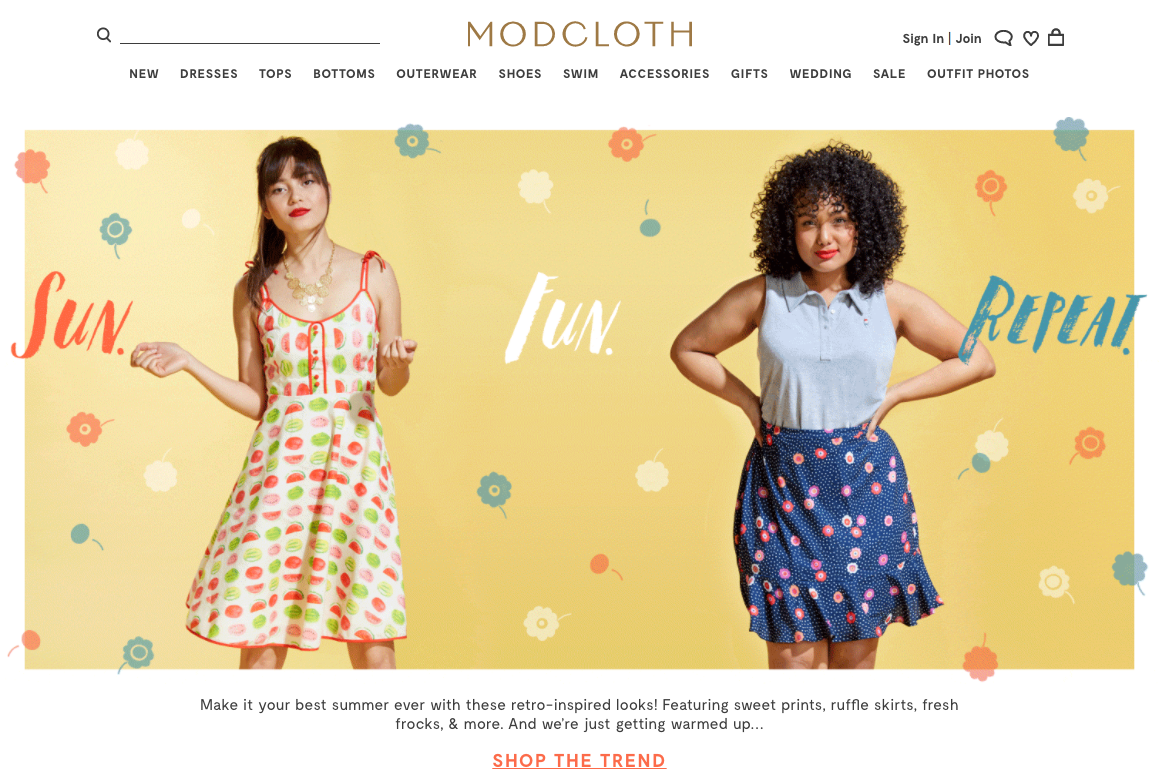 MODCLOTH
Sign In | Join
NEW DRESSES TOPS BOTTOMS OUTERWEAR SHOES SWIM ACCESSORIES GIFTS WEDDING SALE OUTFIT PHOTOS
SUN. FUN. REPEAT.
Make it your best summer ever with these retro-inspired looks! Featuring sweet prints, ruffle skirts, fresh
frocks, & more. And we're just getting warmed up...
SHOP THE TREND